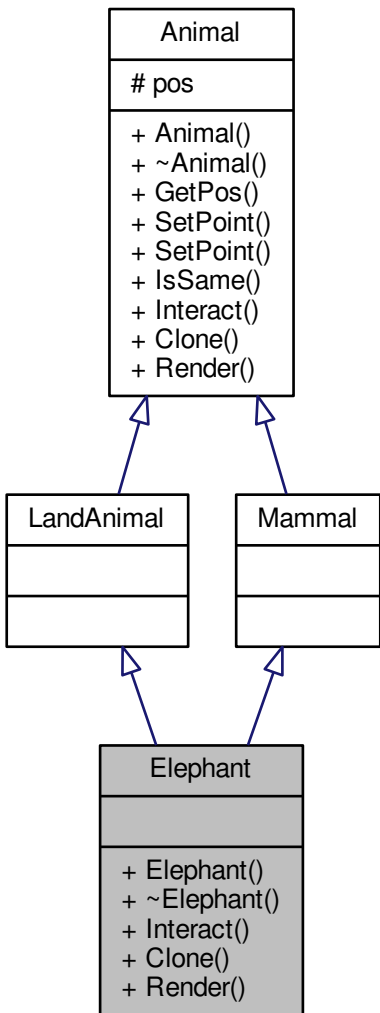 Animal
# pos
+ Animal()
+ ~Animal()
+ GetPos()
+ SetPoint()
+ SetPoint()
+ IsSame()
+ Interact()
+ Clone()
+ Render()
LandAnimal
Mammal
Elephant
+ Elephant()
+ ~Elephant()
+ Interact()
+ Clone()
+ Render()